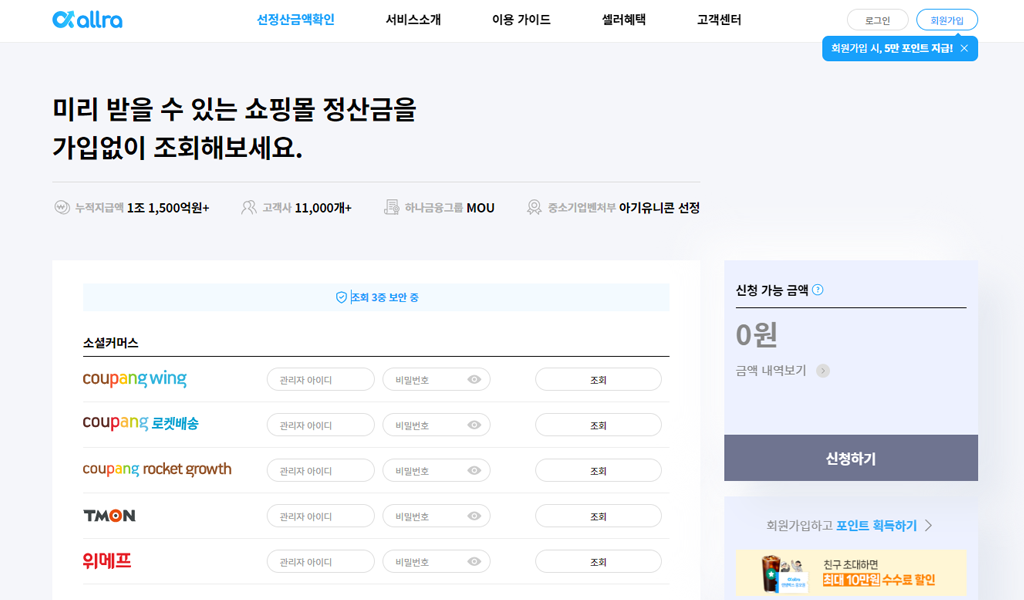 allra
선정산금액확인
서비스소개
이용 가이드
셀러혜택
고객센터
로그인
회원가입
회원가입 시, 5만 포인트 지급!
미리 받을 수 있는 쇼핑몰 정산금을
가입없이 조회해보세요.
누적지급액 1조 1,500억원+
고객사 11,000개+
하나금융그룹 MOU
중소기업벤처부 아기유니콘 선정
조회 3중 보안 중
소셜커머스
coupang wing
관리자 아이디
비밀번호
조회
coupang 로켓배송
관리자 아이디
비밀번호
조회
coupang rocket growth
관리자 아이디
비밀번호
조회
TMON
관리자 아이디
비밀번호
조회
위메프
관리자 아이디
비밀번호
조회
신청 가능 금액
0원
금액 내역보기
신청하기
회원가입하고 포인트 획득하기
친구 초대하면
최대 10만원 수수료 할인